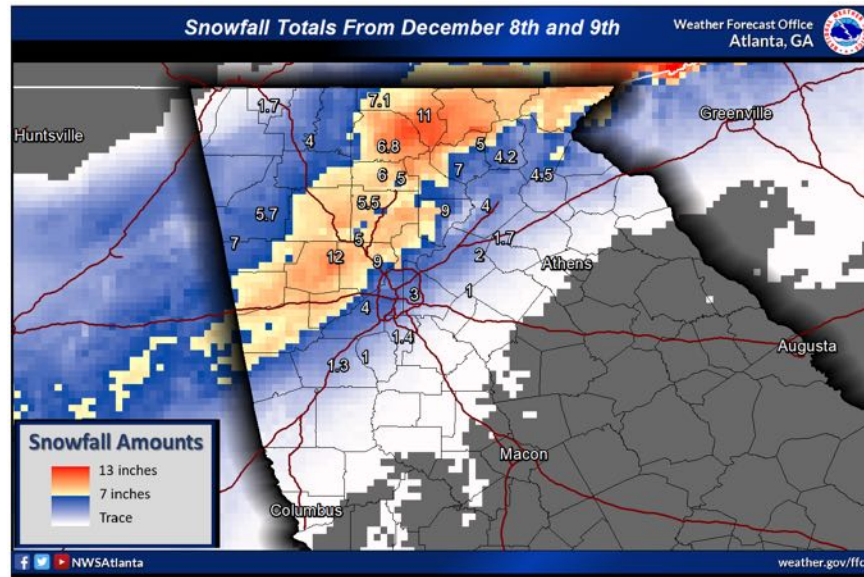 Snowfall Totals From December 8th and 9th
Weather Forecast Office
Atlanta, GA
7.1
1.7
11
Greenville
Huntsville
4
6.8
5
4.2
7
6
5
4.5
5.5
4
9
5.7
7
5
1.7
12
9
2
Athens
3
1
4
1.4
Augusta
1.3
1
Snowfall Amounts
13 inches
7 inches
Trace
Macon
Columbus
NWSAtlanta
weather.gov/ffc